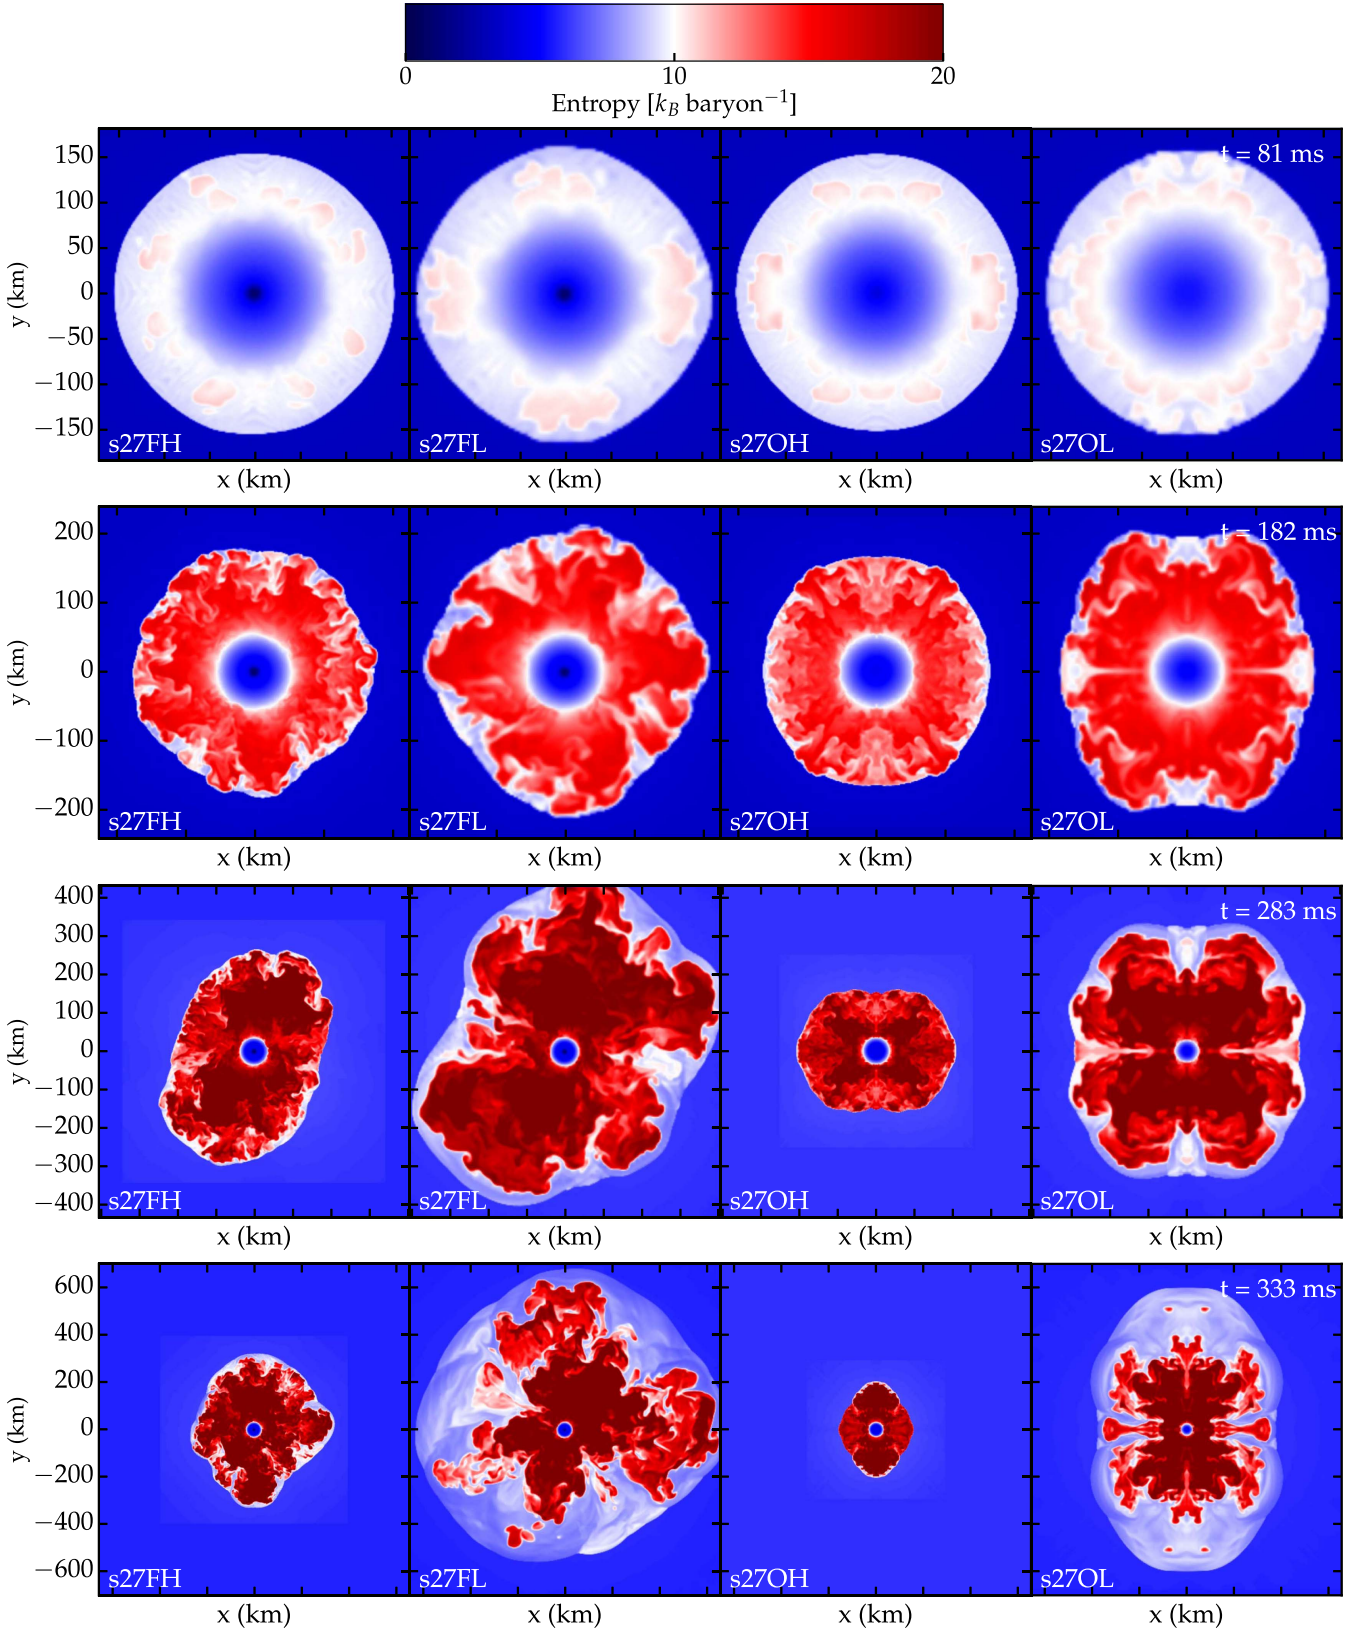 0 10 20
Entropy [k_B baryon⁻¹]
150
100
50
0
−50
−100
−150
y (km)
t = 81 ms
s27FH s27FL s27OH s27OL
x (km) x (km) x (km) x (km)
200
100
0
−100
−200
y (km)
t = 182 ms
s27FH s27FL s27OH s27OL
x (km) x (km) x (km) x (km)
400
300
200
100
0
−100
−200
−300
−400
y (km)
t = 283 ms
s27FH s27FL s27OH s27OL
x (km) x (km) x (km) x (km)
600
400
200
0
−200
−400
−600
y (km)
t = 333 ms
s27FH s27FL s27OH s27OL
x (km) x (km) x (km) x (km)